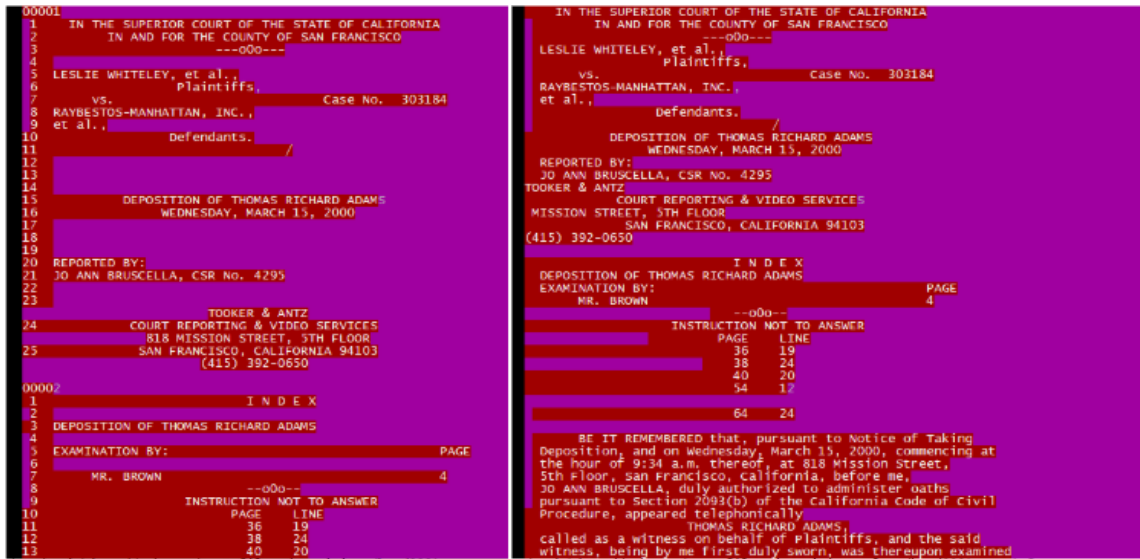 00001
1 IN THE SUPERIOR COURT OF THE STATE OF CALIFORNIA
2 IN AND FOR THE COUNTY OF SAN FRANCISCO
3 ---o0o---
4
5 LESLIE WHITELEY, et al.,
6 Plaintiffs,
7 vs. Case No. 303184
8 RAYBESTOS-MANHATTAN, INC.,
9 et al.,
10 Defendants.
11 /
12
13
14
15 DEPOSITION OF THOMAS RICHARD ADAMS
16 WEDNESDAY, MARCH 15, 2000
17
18
19
20 REPORTED BY:
21 JO ANN BRUSCELLA, CSR No. 4295
22
23
TOOKER & ANTZ
24 COURT REPORTING & VIDEO SERVICES
818 MISSION STREET, 5TH FLOOR
25 SAN FRANCISCO, CALIFORNIA 94103
(415) 392-0650
00002
1 I N D E X
2
3 DEPOSITION OF THOMAS RICHARD ADAMS
4
5 EXAMINATION BY: PAGE
6
7 MR. BROWN 4
8 --o0o--
9 INSTRUCTION NOT TO ANSWER
10 PAGE LINE
11 36 19
12 38 24
13 40 20
IN THE SUPERIOR COURT OF THE STATE OF CALIFORNIA
IN AND FOR THE COUNTY OF SAN FRANCISCO
---o0o---
LESLIE WHITELEY, et al.,
Plaintiffs,
vs. Case No. 303184
RAYBESTOS-MANHATTAN, INC.,
et al.,
Defendants.
/
DEPOSITION OF THOMAS RICHARD ADAMS
WEDNESDAY, MARCH 15, 2000
REPORTED BY:
JO ANN BRUSCELLA, CSR No. 4295
TOOKER & ANTZ
COURT REPORTING & VIDEO SERVICES
MISSION STREET, 5TH FLOOR
SAN FRANCISCO, CALIFORNIA 94103
(415) 392-0650
I N D E X
DEPOSITION OF THOMAS RICHARD ADAMS
EXAMINATION BY: PAGE
MR. BROWN 4
--o0o--
INSTRUCTION NOT TO ANSWER
PAGE LINE
36 19
38 24
40 20
54 12
64 24
BE IT REMEMBERED that, pursuant to Notice of Taking
Deposition, and on Wednesday, March 15, 2000, commencing at
the hour of 9:34 a.m. thereof, at 818 Mission Street,
5th Floor, San Francisco, California, before me,
JO ANN BRUSCELLA, duly authorized to administer oaths
pursuant to Section 2093(b) of the California Code of Civil
Procedure, appeared telephonically
THOMAS RICHARD ADAMS,
called as a witness on behalf of Plaintiffs, and the said
witness, being by me first duly sworn, was thereupon examined